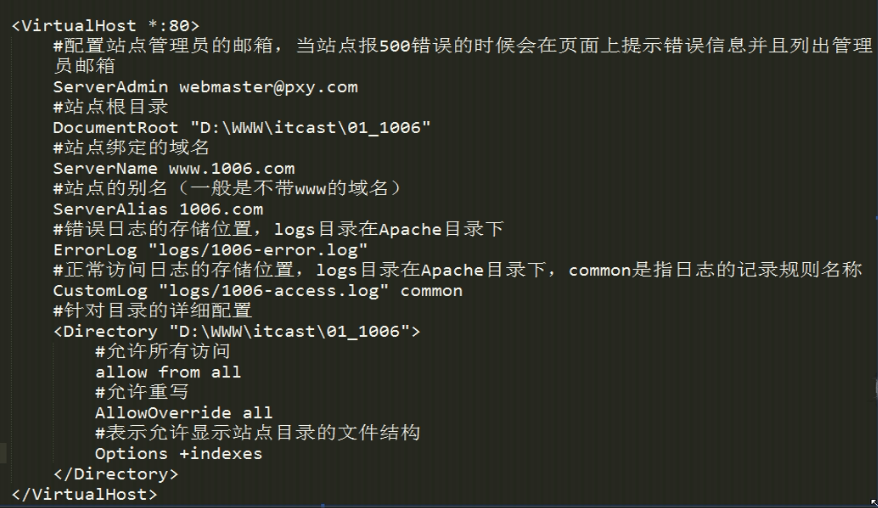 <VirtualHost *:80>
#配置站点管理员的邮箱，当站点报500错误的时候会在页面上提示错误信息并且列出管理
员邮箱
ServerAdmin webmaster@pxy.com
#站点根目录
DocumentRoot "D:\WWW\itcast\01_1006"
#站点绑定的域名
ServerName www.1006.com
#站点的别名（一般是不带www的域名）
ServerAlias 1006.com
#错误日志的存储位置，logs目录在Apache目录下
ErrorLog "logs/1006-error.log"
#正常访问日志的存储位置，logs目录在Apache目录下，common是指日志的记录规则名称
CustomLog "logs/1006-access.log" common
#针对目录的详细配置
<Directory "D:\WWW\itcast\01_1006">
#允许所有访问
allow from all
#允许重写
AllowOverride all
#表示允许显示站点目录的文件结构
Options +indexes
</Directory>
</VirtualHost>